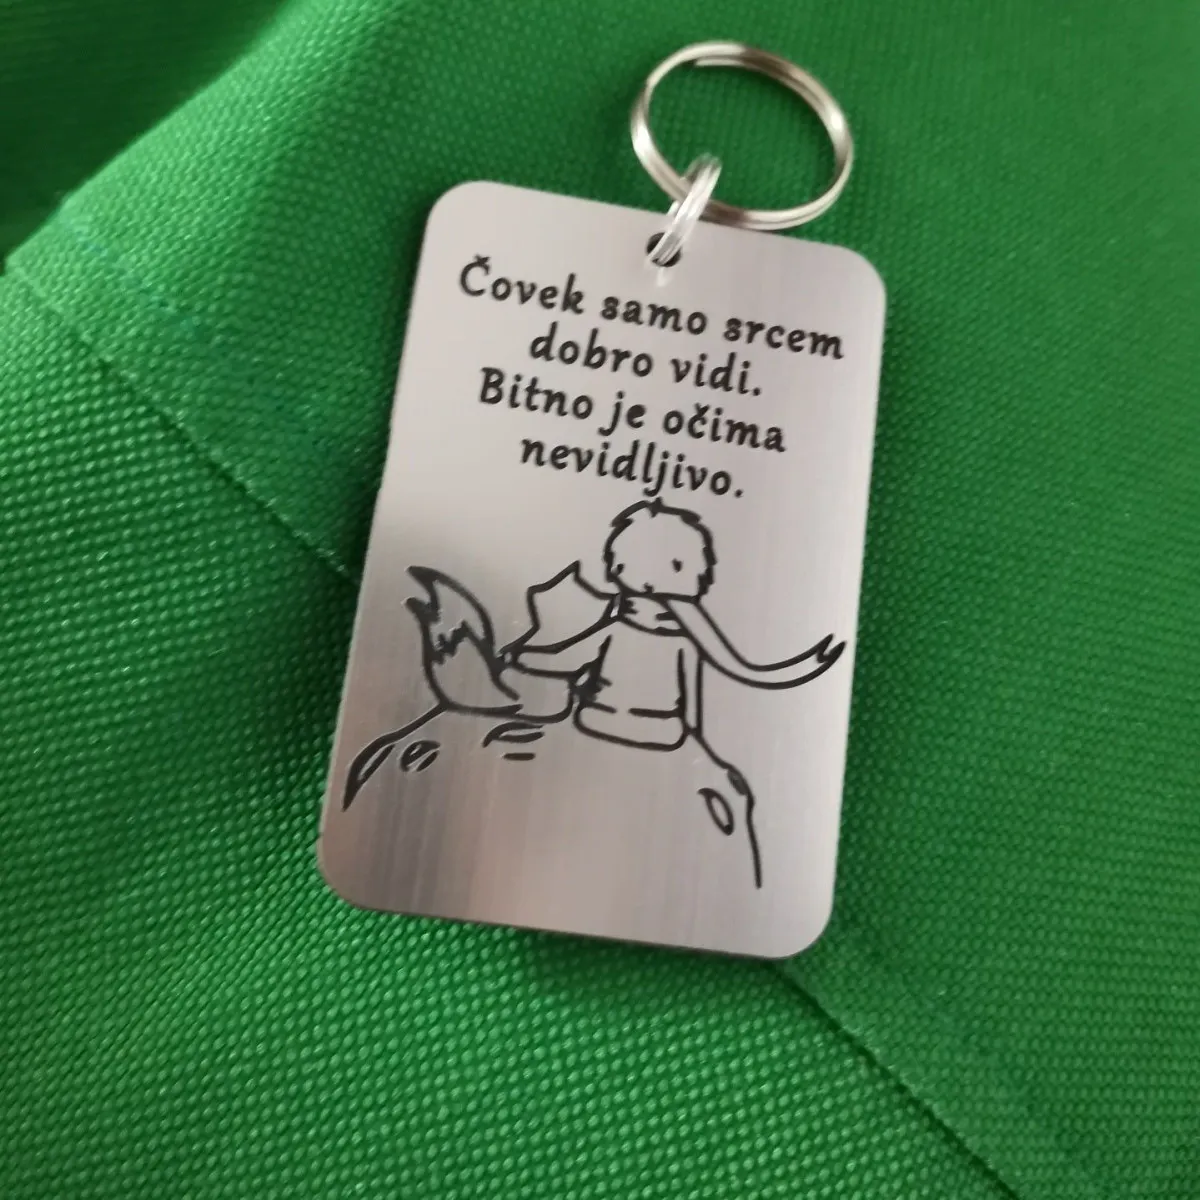 Čovek samo srcem
dobro vidi.
Bitno je očima
nevidljivo.